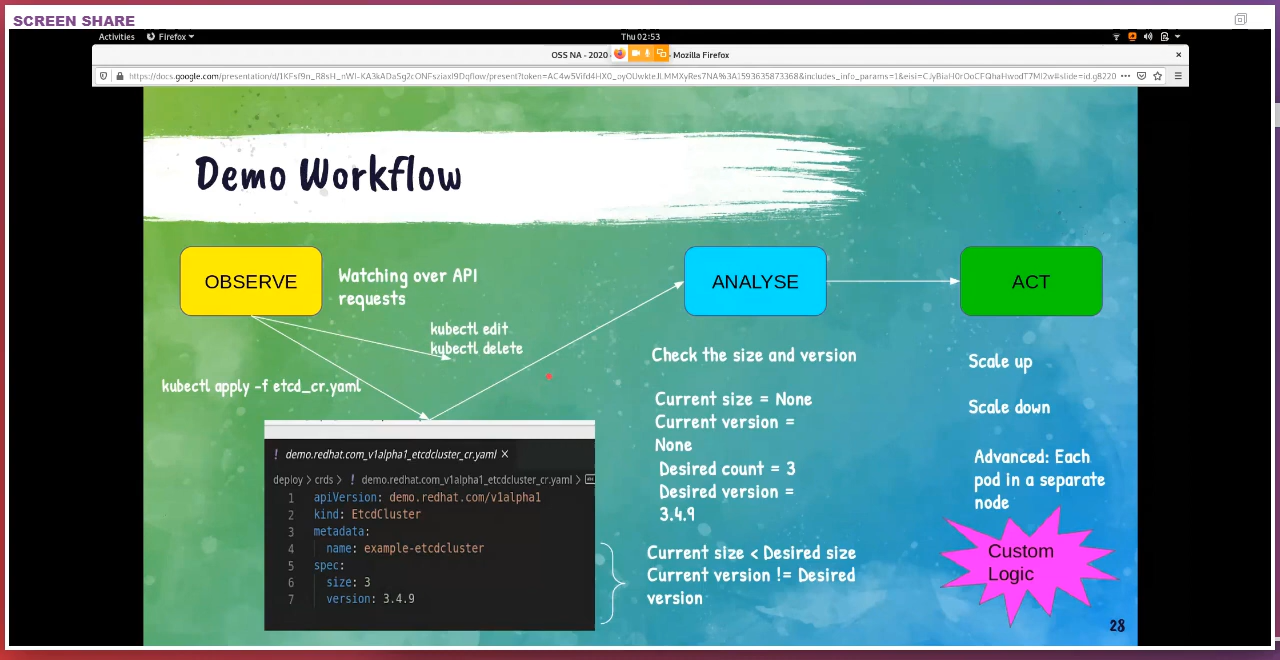 SCREEN SHARE
Activities Firefox Thu 02:53
OSS NA - 2020 - Mozilla Firefox
Demo Workflow
OBSERVE
Watching over API
requests
ANALYSE
ACT
kubectl edit
kubectl delete
kubectl apply -f etcd_cr.yaml
! demo.redhat.com_v1alpha1_etcdcluster_cr.yaml ×
deploy > crds > ! demo.redhat.com_v1alpha1_etcdcluster_cr.yaml >
1 apiVersion: demo.redhat.com/v1alpha1
2 kind: EtcdCluster
3 metadata:
4 name: example-etcdcluster
5 spec:
6 size: 3
7 version: 3.4.9
Check the size and version
Current size = None
Current version =
None
Desired count = 3
Desired version =
3.4.9
Current size < Desired size
Current version != Desired
version
Scale up
Scale down
Advanced: Each
pod in a separate
node
Custom
Logic
28